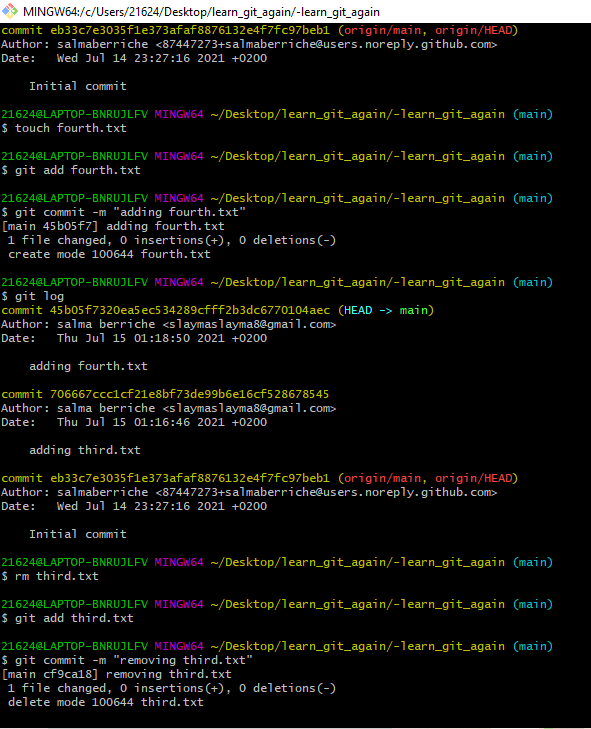 MINGW64:/c/Users/21624/Desktop/learn_git_again/-learn_git_again
commit eb33c7e3035f1e373afaf8876132e4f7fc97beb1 (origin/main, origin/HEAD)
Author: salmaberriche <87447273+salmaberriche@users.noreply.github.com>
Date:   Wed Jul 14 23:27:16 2021 +0200
    Initial commit
21624@LAPTOP-BNRUJLFV MINGW64 ~/Desktop/learn_git_again/-learn_git_again (main)
$ touch fourth.txt
21624@LAPTOP-BNRUJLFV MINGW64 ~/Desktop/learn_git_again/-learn_git_again (main)
$ git add fourth.txt
21624@LAPTOP-BNRUJLFV MINGW64 ~/Desktop/learn_git_again/-learn_git_again (main)
$ git commit -m "adding fourth.txt"
[main 45b05f7] adding fourth.txt
 1 file changed, 0 insertions(+), 0 deletions(-)
 create mode 100644 fourth.txt
21624@LAPTOP-BNRUJLFV MINGW64 ~/Desktop/learn_git_again/-learn_git_again (main)
$ git log
commit 45b05f7320ea5ec534289cfff2b3dc6770104aec (HEAD -> main)
Author: salma berriche <slaymaslayma8@gmail.com>
Date:   Thu Jul 15 01:18:50 2021 +0200
    adding fourth.txt
commit 706667ccc1cf21e8bf73de99b6e16cf528678545
Author: salma berriche <slaymaslayma8@gmail.com>
Date:   Thu Jul 15 01:16:46 2021 +0200
    adding third.txt
commit eb33c7e3035f1e373afaf8876132e4f7fc97beb1 (origin/main, origin/HEAD)
Author: salmaberriche <87447273+salmaberriche@users.noreply.github.com>
Date:   Wed Jul 14 23:27:16 2021 +0200
    Initial commit
21624@LAPTOP-BNRUJLFV MINGW64 ~/Desktop/learn_git_again/-learn_git_again (main)
$ rm third.txt
21624@LAPTOP-BNRUJLFV MINGW64 ~/Desktop/learn_git_again/-learn_git_again (main)
$ git add third.txt
21624@LAPTOP-BNRUJLFV MINGW64 ~/Desktop/learn_git_again/-learn_git_again (main)
$ git commit -m "removing third.txt"
[main cf9ca18] removing third.txt
 1 file changed, 0 insertions(+), 0 deletions(-)
 delete mode 100644 third.txt